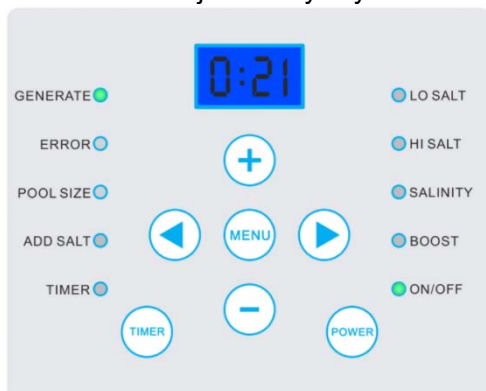 0:21
GENERATE
LO SALT
ERROR
+
HI SALT
POOL SIZE
SALINITY
ADD SALT
MENU
BOOST
TIMER
-
ON/OFF
TIMER
POWER